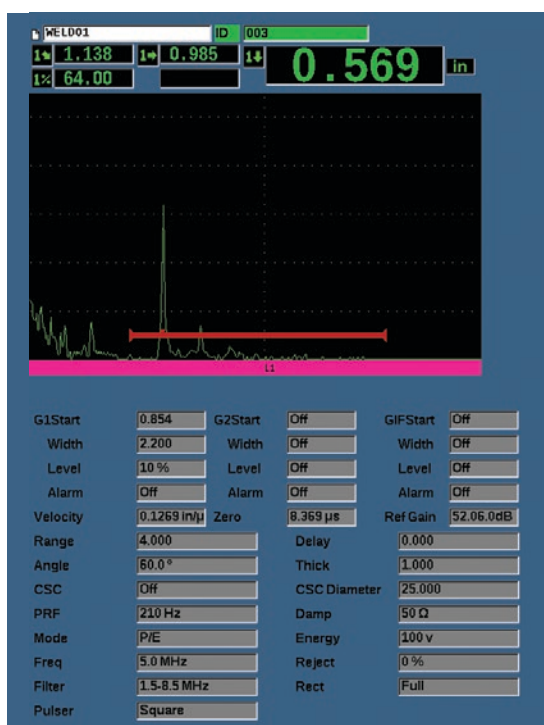 WELD01 ID 003
1 1.138 1 0.985 1 0.569 in
1% 64.00
L1
G1Start 0.854 G2Start Off GIFStart Off
Width 2.200 Width Off Width Off
Level 10 % Level Off Level Off
Alarm Off Alarm Off Alarm Off
Velocity 0.1269 in/µ Zero 8.369 µs Ref Gain 52.06.0dB
Range 4.000 Delay 0.000
Angle 60.0° Thick 1.000
CSC Off CSC Diameter 25.000
PRF 210 Hz Damp 50 Ω
Mode P/E Energy 100 v
Freq 5.0 MHz Reject 0 %
Filter 1.5-8.5 MHz Rect Full
Pulser Square